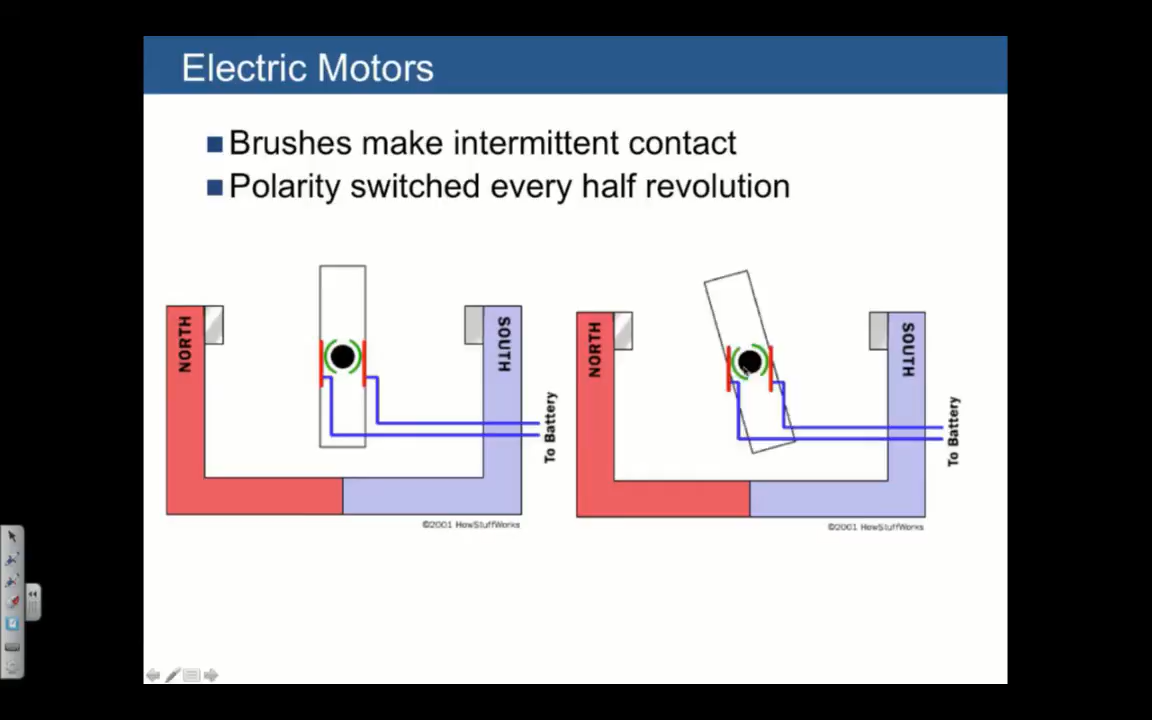 Electric Motors
Brushes make intermittent contact
Polarity switched every half revolution
NORTH
SOUTH
To Battery
©2001 HowStuffWorks
NORTH
SOUTH
To Battery
©2001 HowStuffWorks